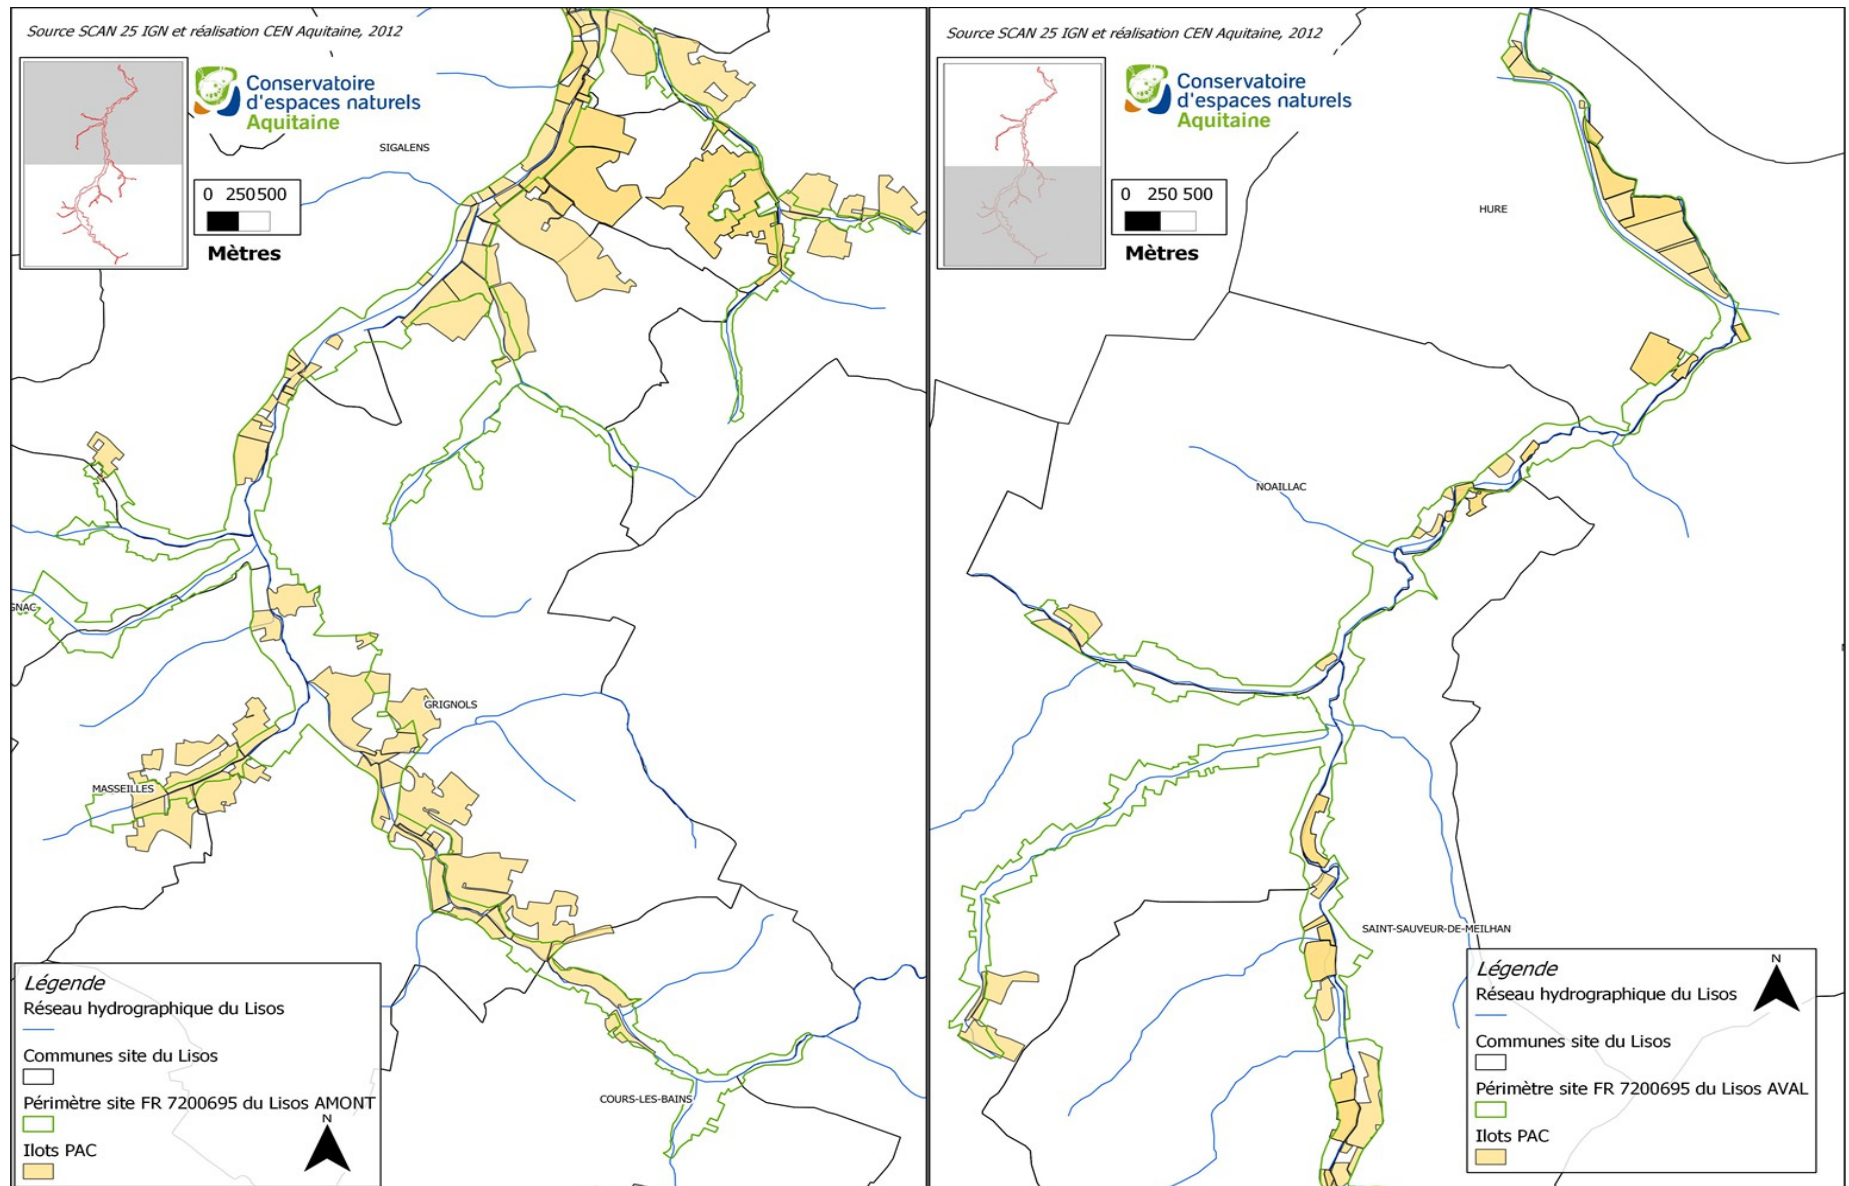 Source SCAN 25 IGN et réalisation CEN Aquitaine, 2012
Conservatoire
d'espaces naturels
Aquitaine
SIGALENS
0 250 500
Mètres
GNAC
GRIGNOLS
MASSEILLES
COURS-LES-BAINS
Légende
Réseau hydrographique du Lisos
Communes site du Lisos
Périmètre site FR 7200695 du Lisos AMONT
Ilots PAC
N
Source SCAN 25 IGN et réalisation CEN Aquitaine, 2012
Conservatoire
d'espaces naturels
Aquitaine
0 250 500
Mètres
HURE
NOAILLAC
SAINT-SAUVEUR-DE-MEILHAN
Légende
N
Réseau hydrographique du Lisos
Communes site du Lisos
Périmètre site FR 7200695 du Lisos AVAL
Ilots PAC